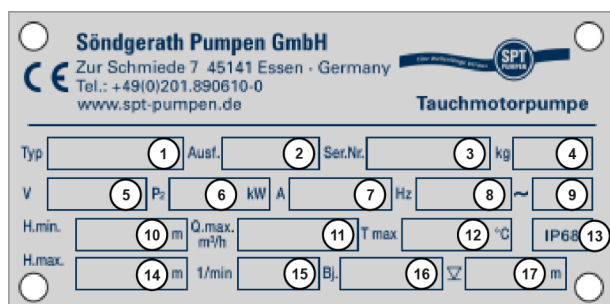 Söndgerath Pumpen GmbH
CE Zur Schmiede 7 45141 Essen - Germany
Tel.: +49(0)201.890610-0
www.spt-pumpen.de
SPT
PUMPEN
Tauchmotorpumpe
Typ 1 Ausf. 2 Ser.Nr. 3 kg 4
V 5 P2 6 kW A 7 Hz 8 ~ 9
H.min. 10 m Q.max. m³/h 11 T max 12 °C IP68 13
H.max. 14 m 1/min 15 Bj. 16 17 m